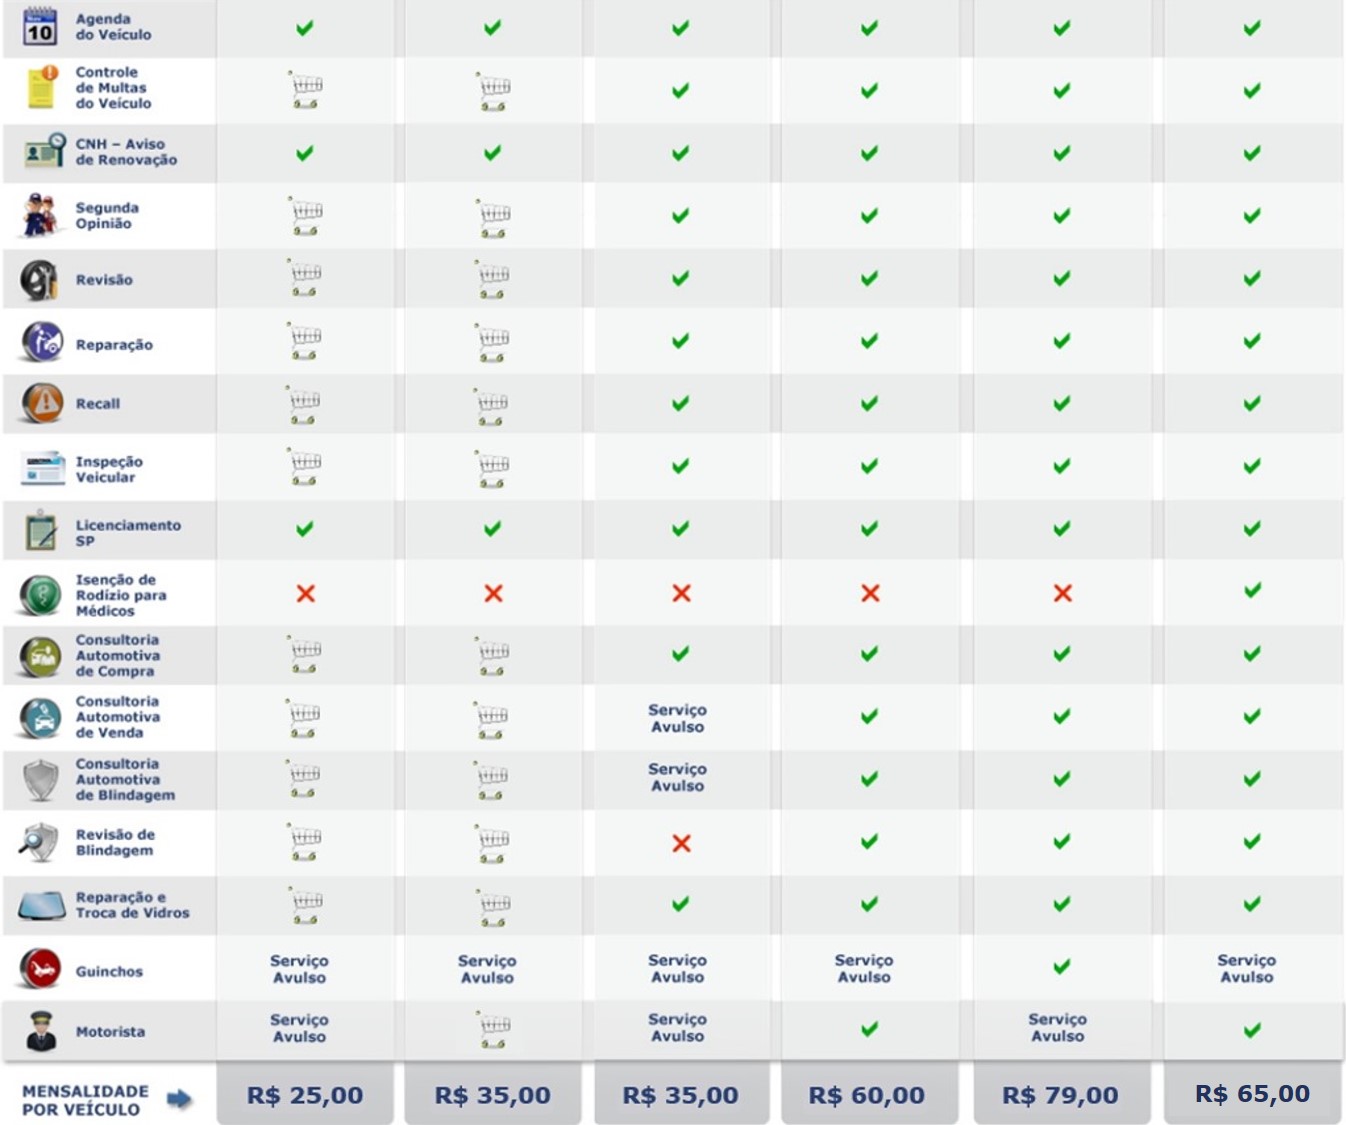 10
Agenda
do Veículo
Controle
de Multas
do Veículo
CNH – Aviso
de Renovação
Segunda
Opinião
Revisão
Reparação
Recall
Inspeção
Veicular
Licenciamento
SP
Isenção de
Rodízio para
Médicos
Consultoria
Automotiva
de Compra
Consultoria
Automotiva
de Venda
Serviço
Avulso
Consultoria
Automotiva
de Blindagem
Serviço
Avulso
Revisão de
Blindagem
Reparação e
Troca de Vidros
Guinchos
Serviço
Avulso
Serviço
Avulso
Serviço
Avulso
Serviço
Avulso
Serviço
Avulso
Motorista
Serviço
Avulso
Serviço
Avulso
Serviço
Avulso
MENSALIDADE
POR VEÍCULO
R$ 25,00
R$ 35,00
R$ 35,00
R$ 60,00
R$ 79,00
R$ 65,00